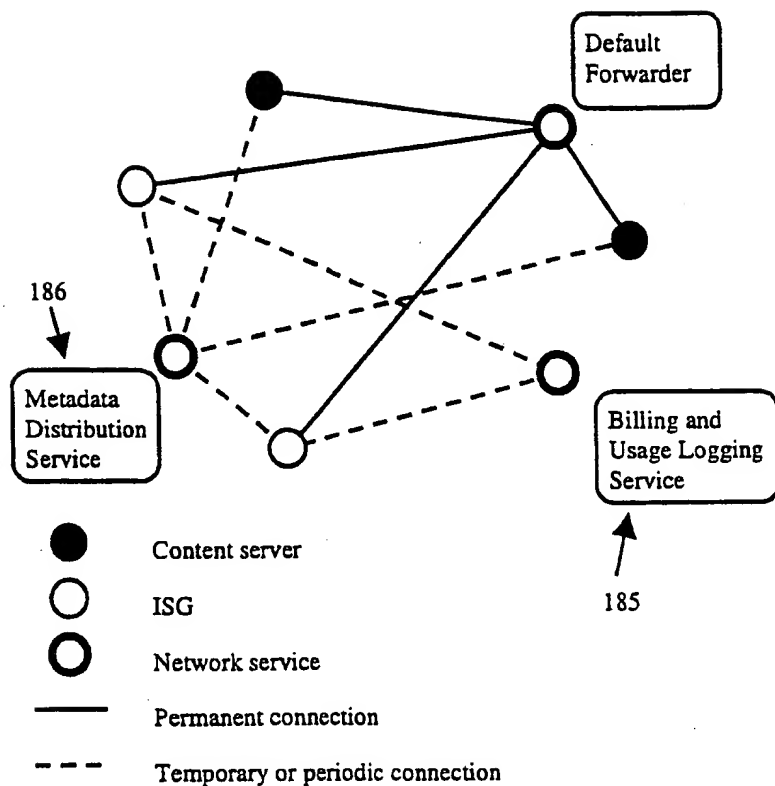 Default
Forwarder
186
Metadata
Distribution
Service
Billing and
Usage Logging
Service
185
Content server
ISG
Network service
Permanent connection
Temporary or periodic connection